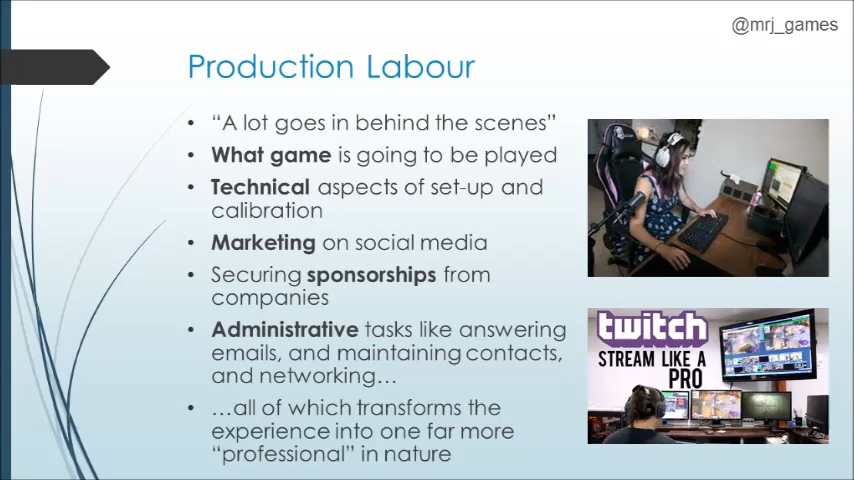 @mrj_games
Production Labour
• “A lot goes in behind the scenes”
• What game is going to be played
• Technical aspects of set-up and
calibration
• Marketing on social media
• Securing sponsorships from
companies
• Administrative tasks like answering
emails, and maintaining contacts,
and networking…
• …all of which transforms the
experience into one far more
“professional” in nature
twitch
STREAM LIKE A
PRO